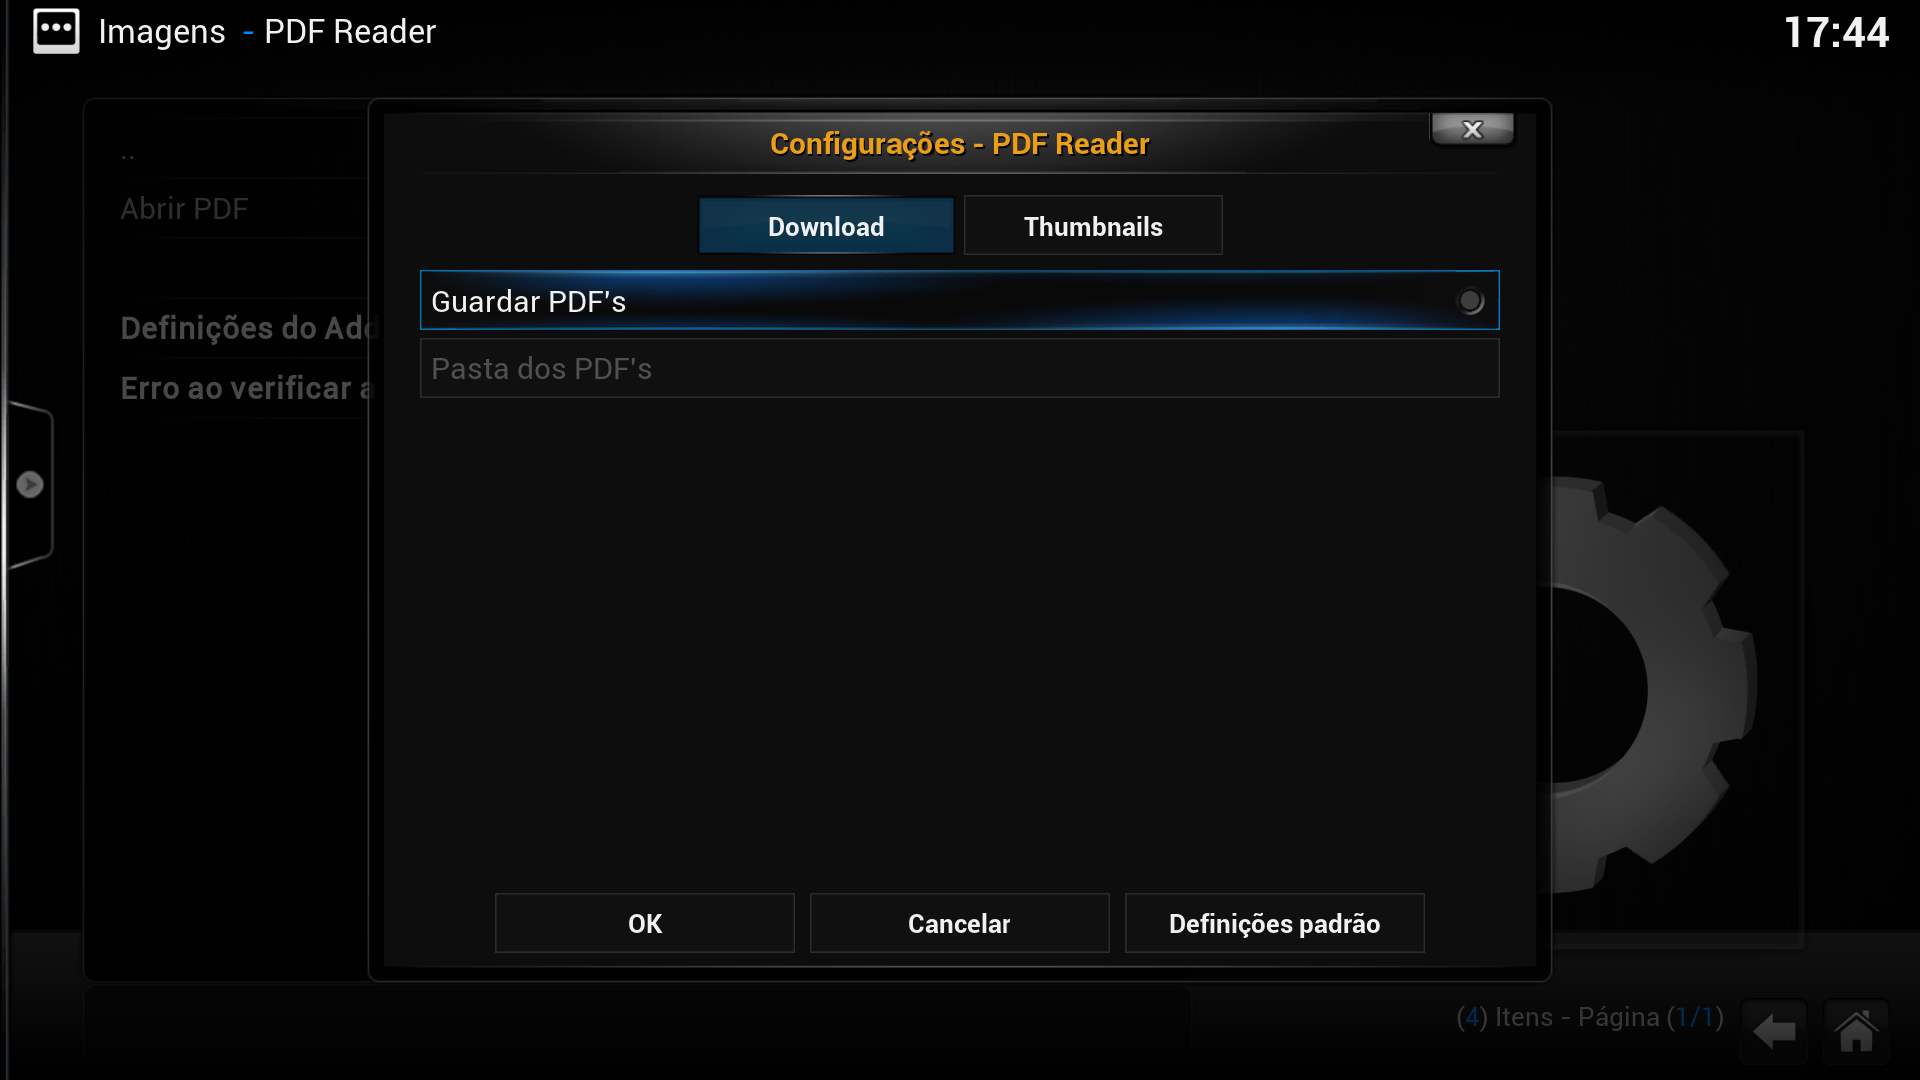 Imagens - PDF Reader
17:44
Configurações - PDF Reader
Download
Thumbnails
Guardar PDF's
Pasta dos PDF's
..
Abrir PDF
Definições do Add
Erro ao verificar a
OK
Cancelar
Definições padrão
(4) Itens - Página (1/1)